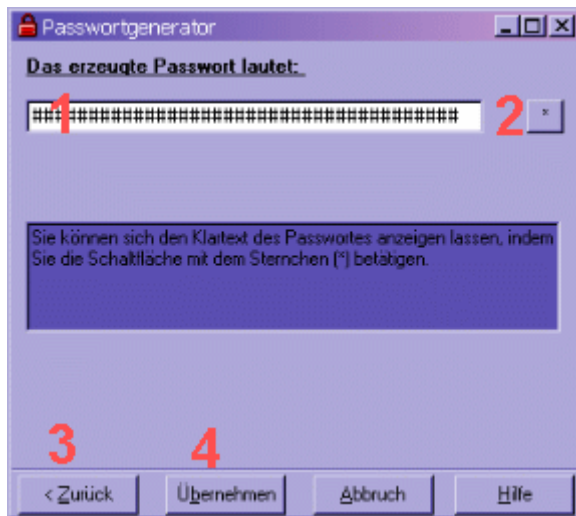 Passwortgenerator
Das erzeugte Passwort lautet:
1 ######################################
2 *
Sie können sich den Klartext des Passwortes anzeigen lassen, indem
Sie die Schaltfläche mit dem Sternchen (*) betätigen.
3 4
< Zurück Übernehmen Abbruch Hilfe